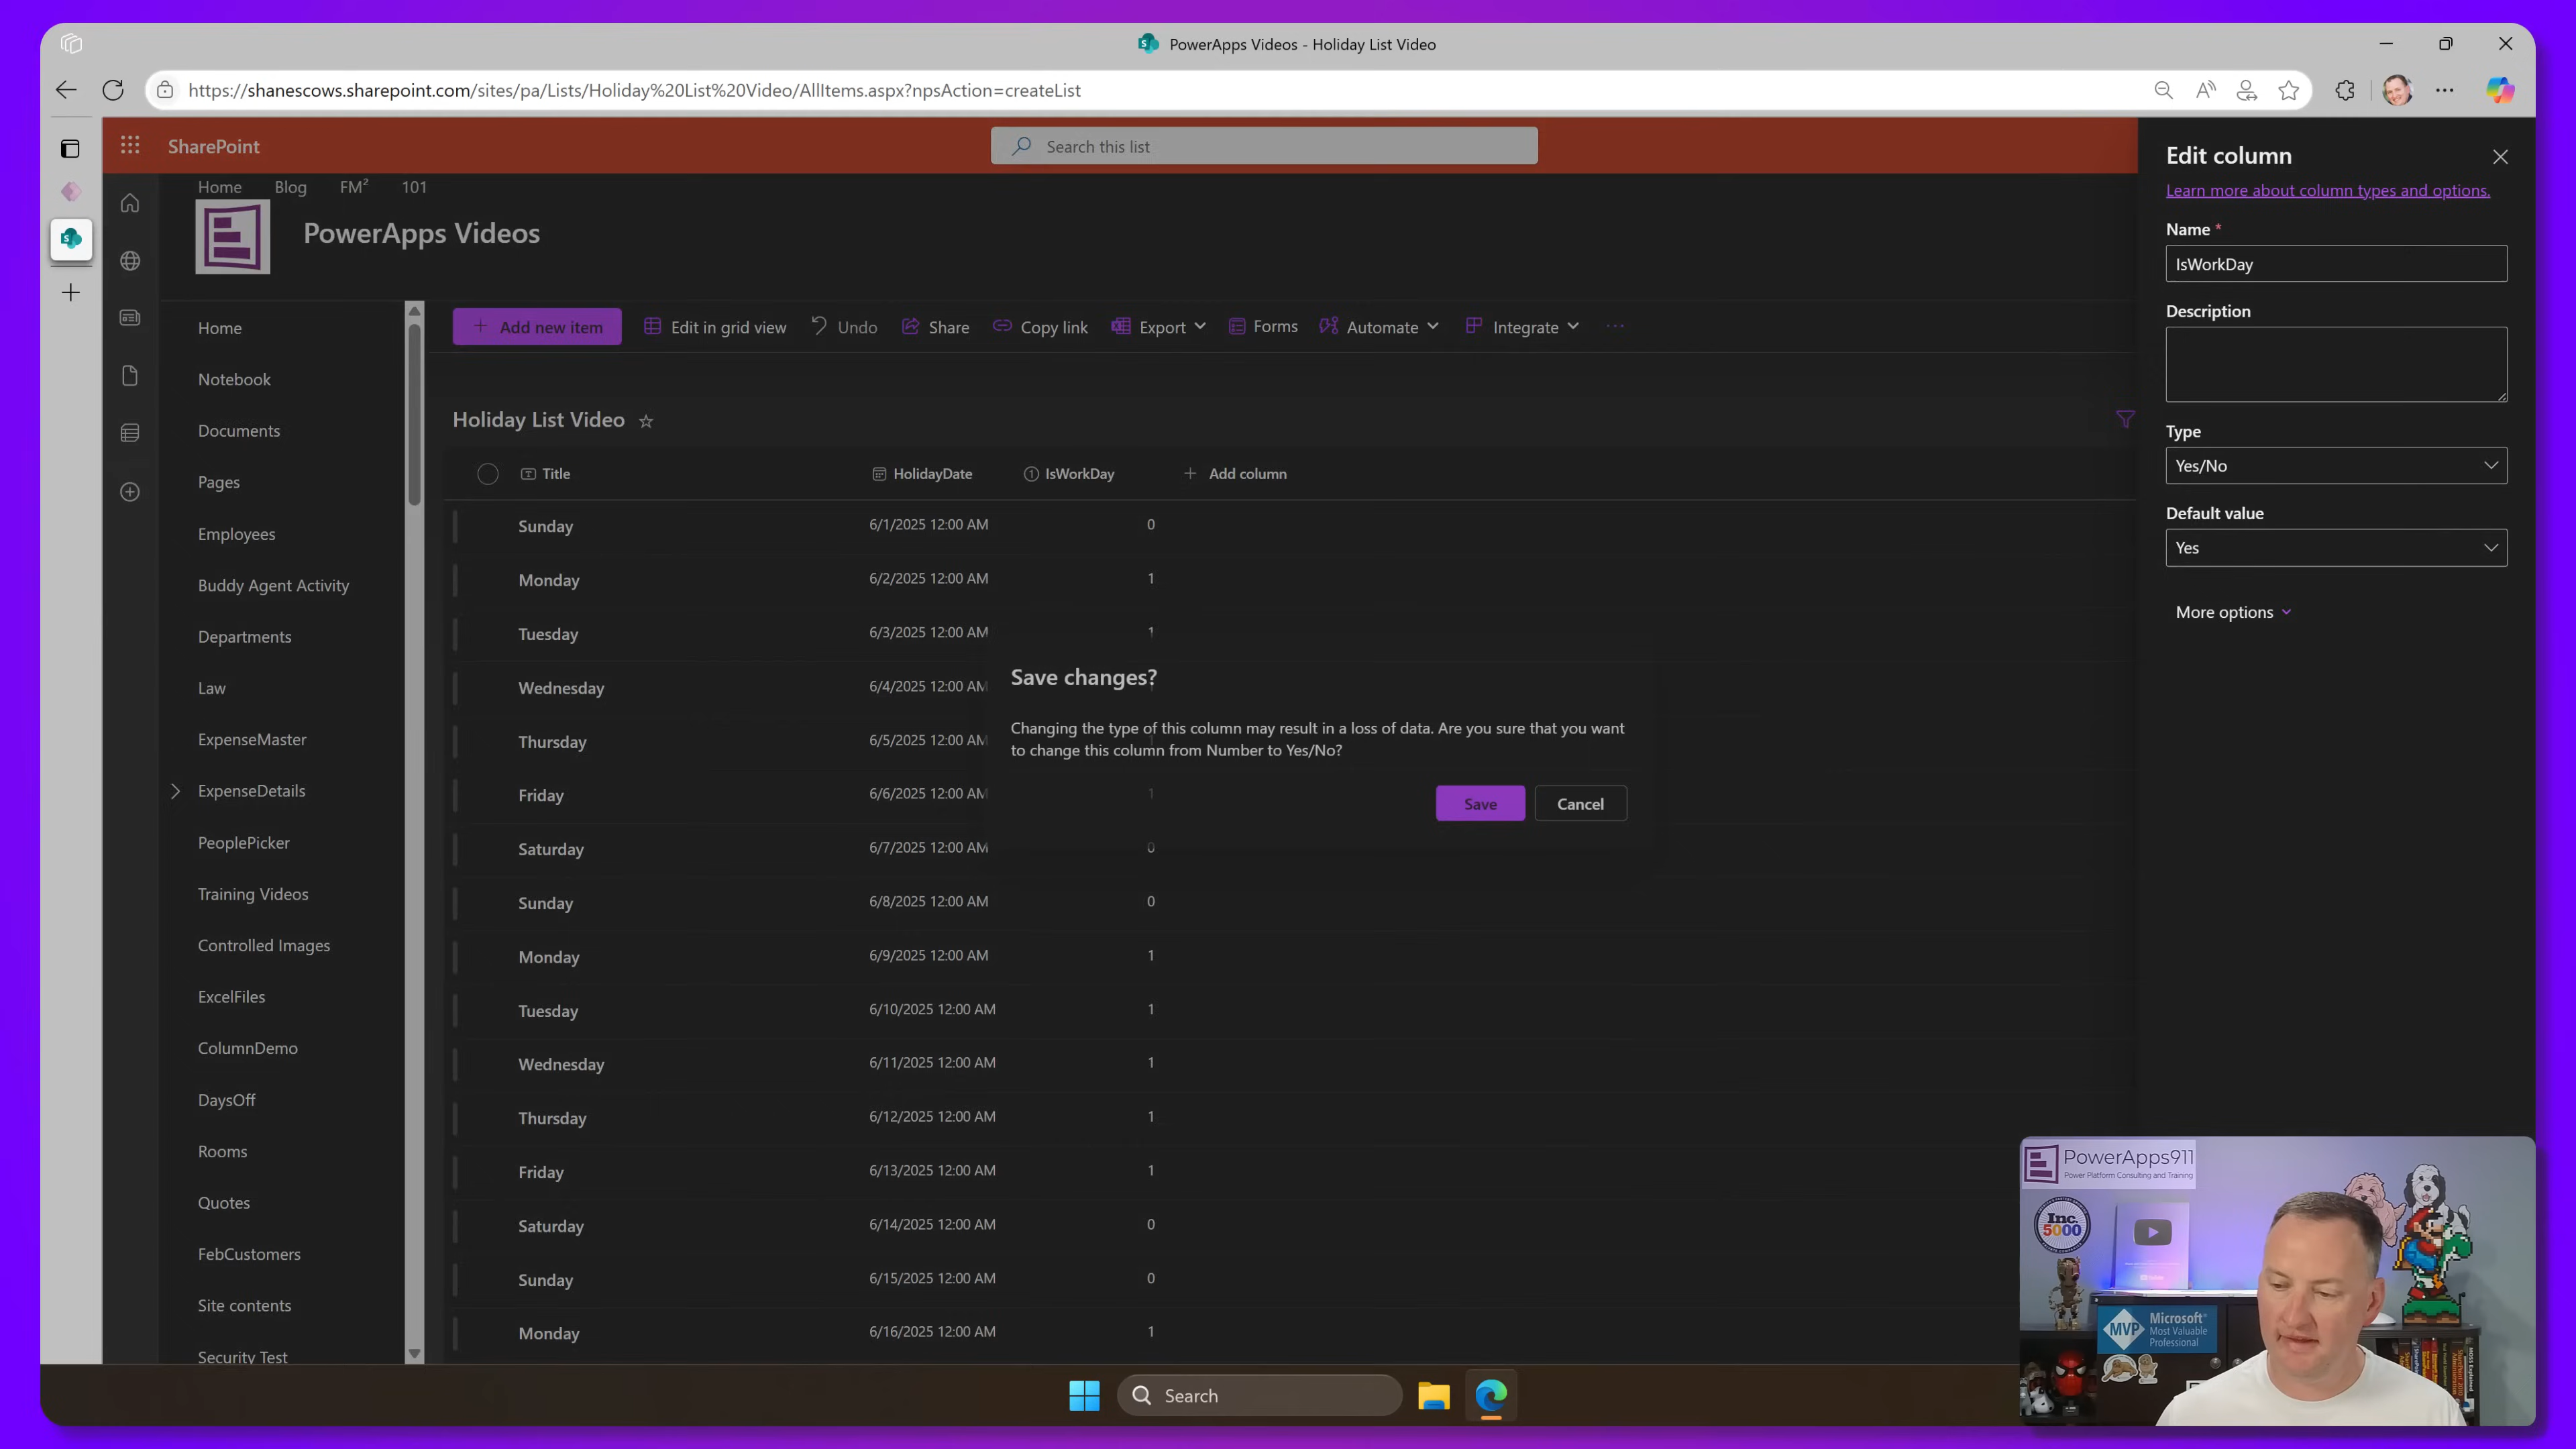 PowerApps Videos - Holiday List Video
https://shanescows.sharepoint.com/sites/pa/Lists/Holiday%20List%20Video/AllItems.aspx?npsAction=createList
SharePoint
Search this list
Home Blog FM² 101
PowerApps Videos
Home
Notebook
Documents
Pages
Employees
Buddy Agent Activity
Departments
Law
ExpenseMaster
ExpenseDetails
PeoplePicker
Training Videos
Controlled Images
ExcelFiles
ColumnDemo
DaysOff
Rooms
Quotes
FebCustomers
Site contents
Security Test
Add new item Edit in grid view Undo Share Copy link Export Forms Automate Integrate
Holiday List Video
Title HolidayDate IsWorkDay Add column
Sunday 6/1/2025 12:00 AM 0
Monday 6/2/2025 12:00 AM 1
Tuesday 6/3/2025 12:00 AM 1
Wednesday 6/4/2025 12:00 AM
Thursday 6/5/2025 12:00 AM
Friday 6/6/2025 12:00 AM 1
Saturday 6/7/2025 12:00 AM 0
Sunday 6/8/2025 12:00 AM 0
Monday 6/9/2025 12:00 AM 1
Tuesday 6/10/2025 12:00 AM 1
Wednesday 6/11/2025 12:00 AM 1
Thursday 6/12/2025 12:00 AM 1
Friday 6/13/2025 12:00 AM 1
Saturday 6/14/2025 12:00 AM 0
Sunday 6/15/2025 12:00 AM 0
Monday 6/16/2025 12:00 AM 1
Save changes?
Changing the type of this column may result in a loss of data. Are you sure that you want
to change this column from Number to Yes/No?
Save Cancel
Edit column
Learn more about column types and options.
Name *
IsWorkDay
Description
Type
Yes/No
Default value
Yes
More options
PowerApps911
Power Platform Consulting and Training
Inc.
5000
Microsoft
MVP
Most Valuable
Professional
Search